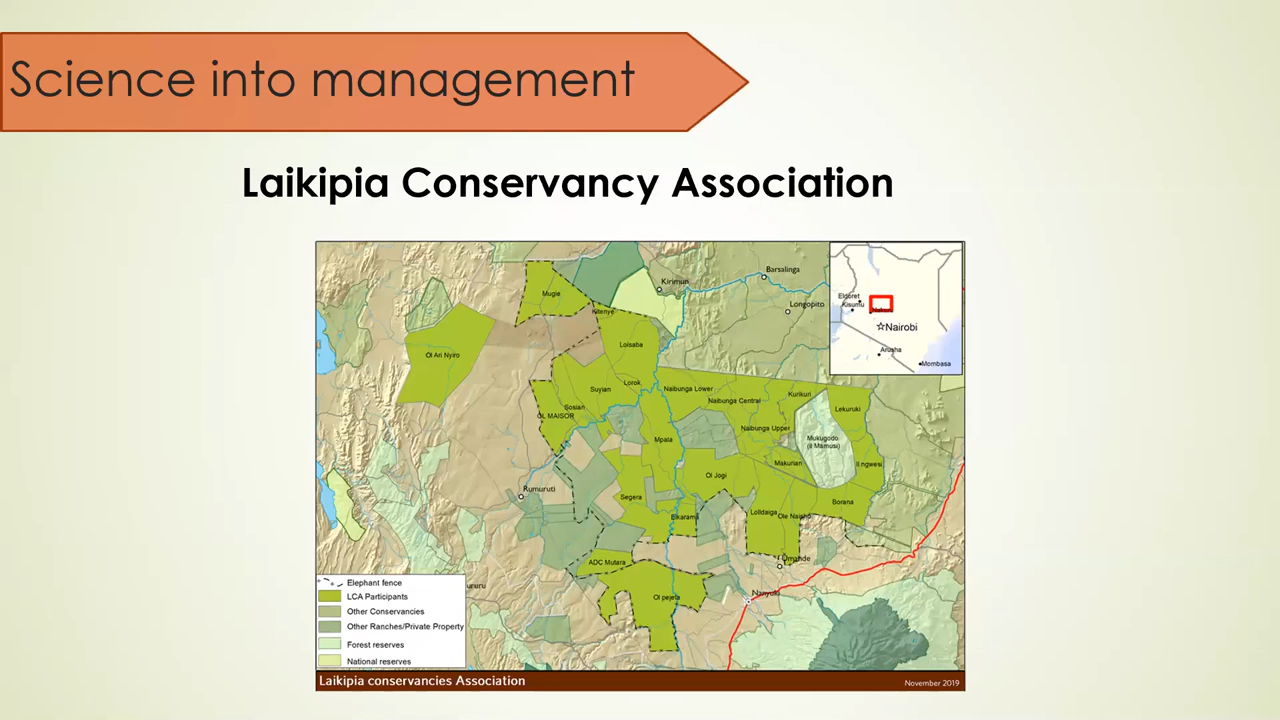 Science into management
Laikipia Conservancy Association
Barsalinga
Kirimun
Mugie
Longopito
Eldoret
Kisumu
Kitenye
Nairobi
Loisaba
Arusha
Ol Ari Nyiro
Mombasa
Lorok
Suyian
Naibunga Lower
Kurikuri
Naibunga Central
Sosian
Lekuruki
OL MAISOR
Naibunga Upper
Mpala
Mukugodo
(Il Mamusi)
Makurian
Il ngwesi
Ol Jogi
Rumuruti
Segera
Borana
Elkarama
Lolldaiga
Ole Naisho
ADC Mutara
Umande
Ol pejeta
Nanyuki
ururu
Elephant fence
LCA Participants
Other Conservancies
Other Ranches/Private Property
Forest reserves
National reserves
Laikipia conservancies Association
November 2019